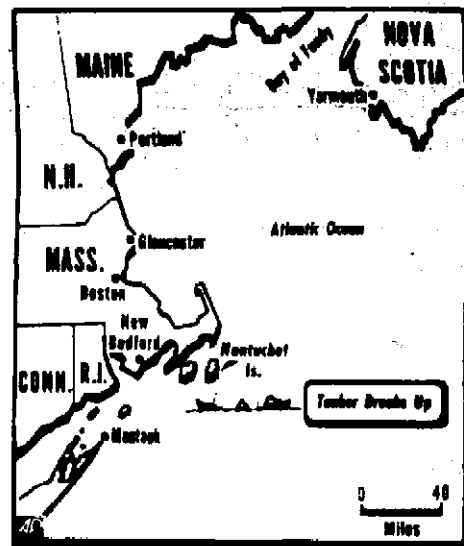 MAINE
Bay of Fundy
NOVA
SCOTIA
Yarmouth
Portland
N.H.
Gloucester
Atlantic Ocean
MASS.
Boston
New
Bedford
Nantucket
Is.
CONN.
R.I.
Tanker Breaks Up
Montauk
0 40
Miles